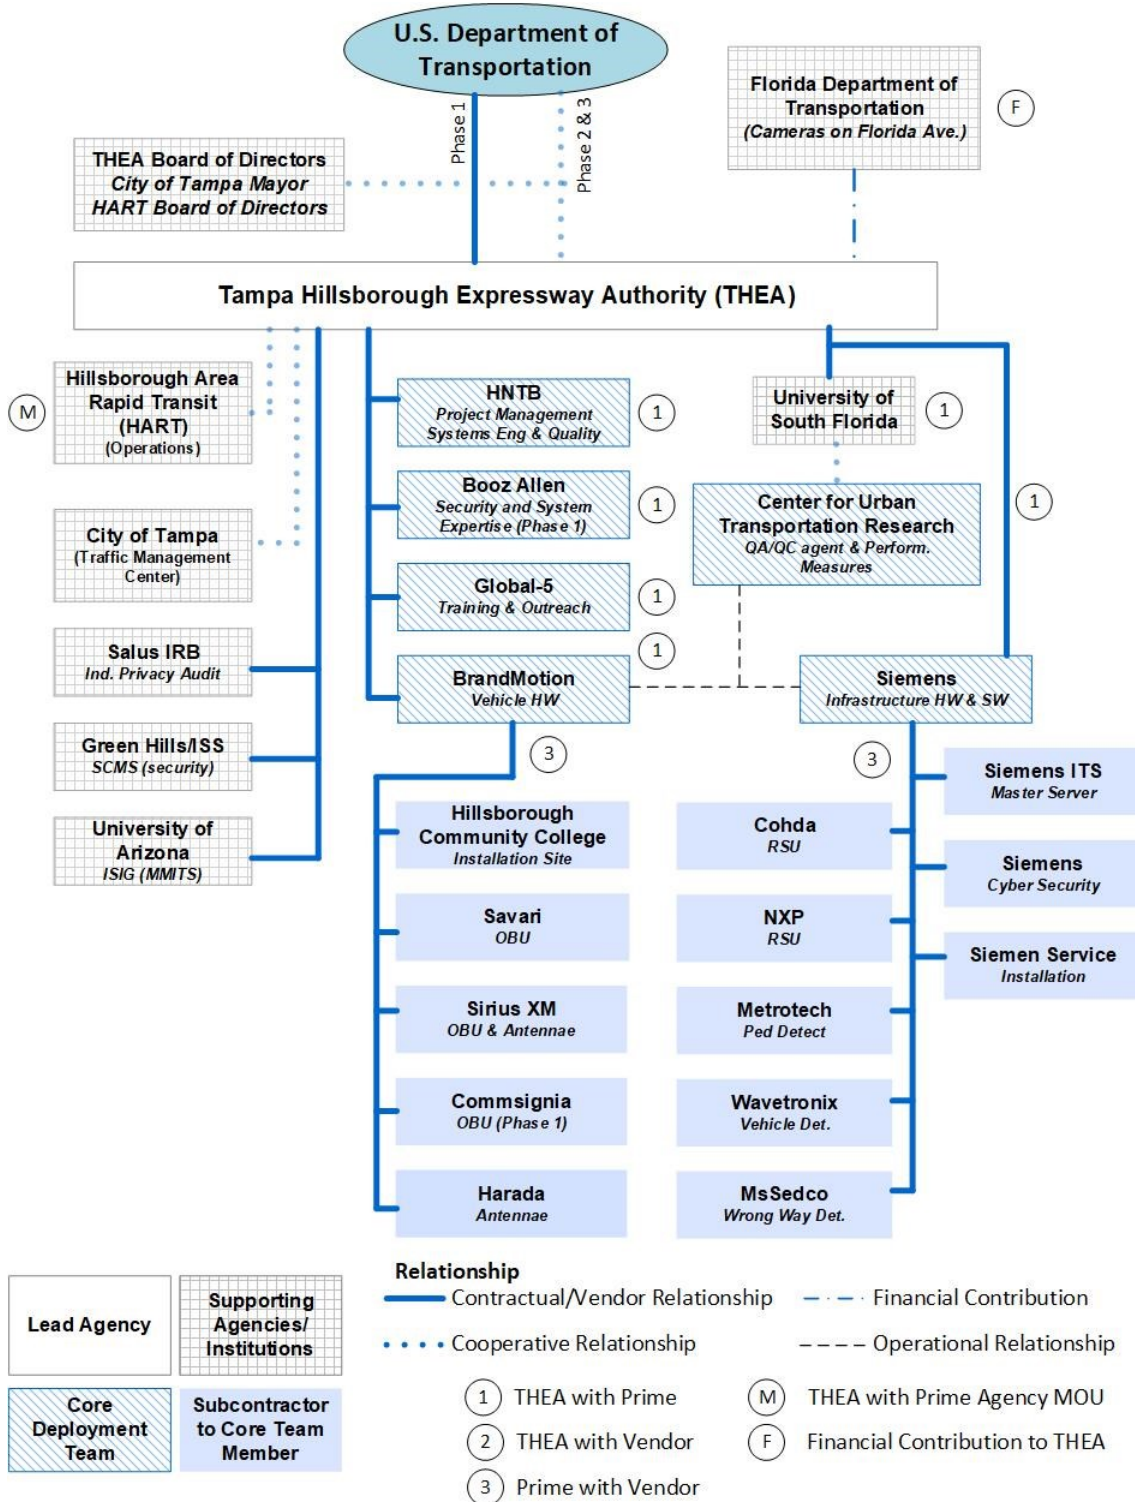 U.S. Department of
Transportation
Florida Department of
Transportation
(Cameras on Florida Ave.)
F
Phase 1
Phase 2 & 3
THEA Board of Directors
City of Tampa Mayor
HART Board of Directors
Tampa Hillsborough Expressway Authority (THEA)
M
Hillsborough Area
Rapid Transit
(HART)
(Operations)
City of Tampa
(Traffic Management
Center)
Salus IRB
Ind. Privacy Audit
Green Hills/ISS
SCMS (security)
University of
Arizona
ISIG (MMITS)
HNTB
Project Management
Systems Eng & Quality
1
Booz Allen
Security and System
Expertise (Phase 1)
1
Global-5
Training & Outreach
1
BrandMotion
Vehicle HW
1
University of
South Florida
1
Center for Urban
Transportation Research
QA/QC agent & Perform.
Measures
1
Siemens
Infrastructure HW & SW
3
Hillsborough
Community College
Installation Site
Savari
OBU
Sirius XM
OBU & Antennae
Commsignia
OBU (Phase 1)
Harada
Antennae
3
Cohda
RSU
NXP
RSU
Metrotech
Ped Detect
Wavetronix
Vehicle Det.
MsSedco
Wrong Way Det.
Siemens ITS
Master Server
Siemens
Cyber Security
Siemen Service
Installation
Lead Agency
Supporting
Agencies/
Institutions
Core
Deployment
Team
Subcontractor
to Core Team
Member
Relationship
Contractual/Vendor Relationship
Financial Contribution
Cooperative Relationship
Operational Relationship
1 THEA with Prime
M THEA with Prime Agency MOU
2 THEA with Vendor
F Financial Contribution to THEA
3 Prime with Vendor